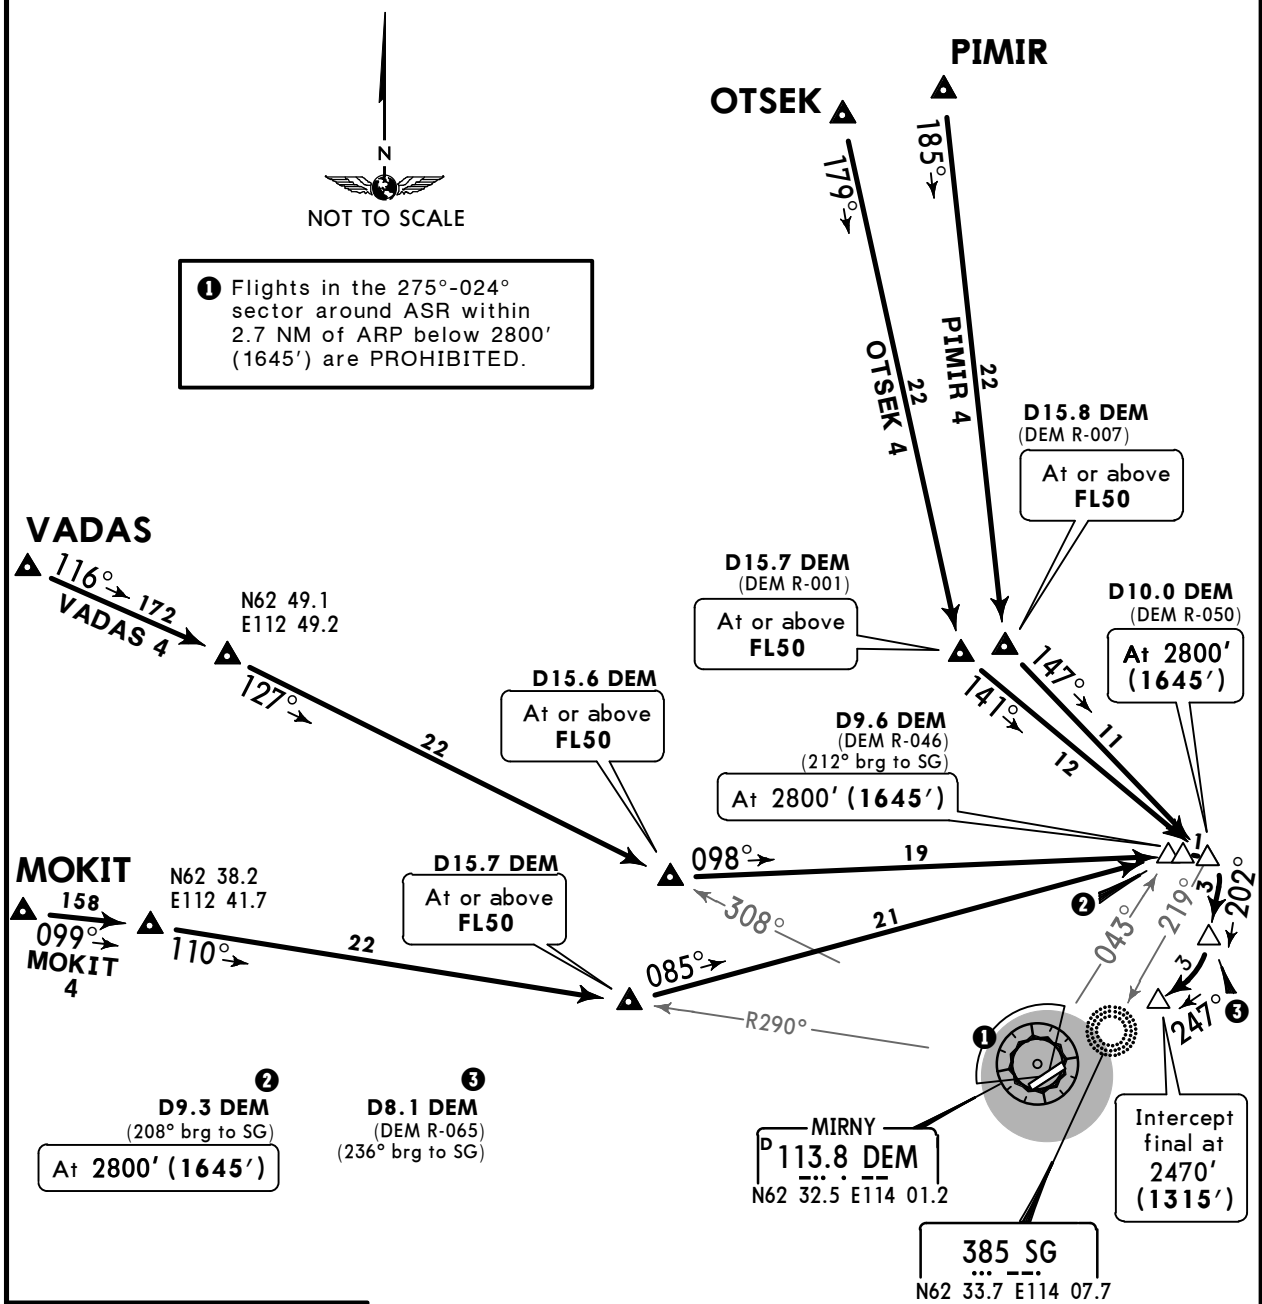 PIMIR
OTSEK
N
NOT TO SCALE
179°
185°
❶ Flights in the 275°-024°
sector around ASR within
2.7 NM of ARP below 2800'
(1645') are PROHIBITED.
OTSEK 4
22
PIMIR 4
22
D15.8 DEM
(DEM R-007)
At or above
FL50
VADAS
116°
172
VADAS 4
N62 49.1
E112 49.2
127°
22
D15.7 DEM
(DEM R-001)
At or above
FL50
D10.0 DEM
(DEM R-050)
At 2800'
(1645')
147°
11
141°
12
D15.6 DEM
At or above
FL50
D9.6 DEM
(DEM R-046)
(212° brg to SG)
At 2800' (1645')
098°
19
308°
1
❷
043°
219°
3
202°
3
247°
❸
MOKIT
158
099°
MOKIT
4
N62 38.2
E112 41.7
110°
22
D15.7 DEM
At or above
FL50
085°
21
R290°
❶
❷
D9.3 DEM
(208° brg to SG)
At 2800' (1645')
❸
D8.1 DEM
(DEM R-065)
(236° brg to SG)
MIRNY
D 113.8 DEM
N62 32.5 E114 01.2
Intercept
final at
2470'
(1315')
385 SG
N62 33.7 E114 07.7